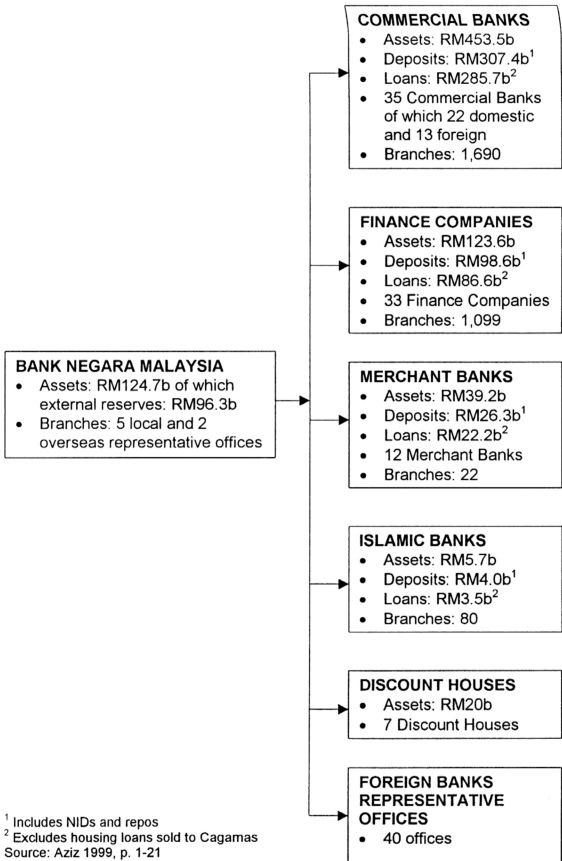 COMMERCIAL BANKS
• Assets: RM453.5b
• Deposits: RM307.4b¹
• Loans: RM285.7b²
• 35 Commercial Banks
of which 22 domestic
and 13 foreign
• Branches: 1,690
FINANCE COMPANIES
• Assets: RM123.6b
• Deposits: RM98.6b¹
• Loans: RM86.6b²
• 33 Finance Companies
• Branches: 1,099
BANK NEGARA MALAYSIA
• Assets: RM124.7b of which
external reserves: RM96.3b
• Branches: 5 local and 2
overseas representative offices
MERCHANT BANKS
• Assets: RM39.2b
• Deposits: RM26.3b¹
• Loans: RM22.2b²
• 12 Merchant Banks
• Branches: 22
ISLAMIC BANKS
• Assets: RM5.7b
• Deposits: RM4.0b¹
• Loans: RM3.5b²
• Branches: 80
DISCOUNT HOUSES
• Assets: RM20b
• 7 Discount Houses
FOREIGN BANKS
REPRESENTATIVE
OFFICES
• 40 offices
¹ Includes NIDs and repos
² Excludes housing loans sold to Cagamas
Source: Aziz 1999, p. 1-21